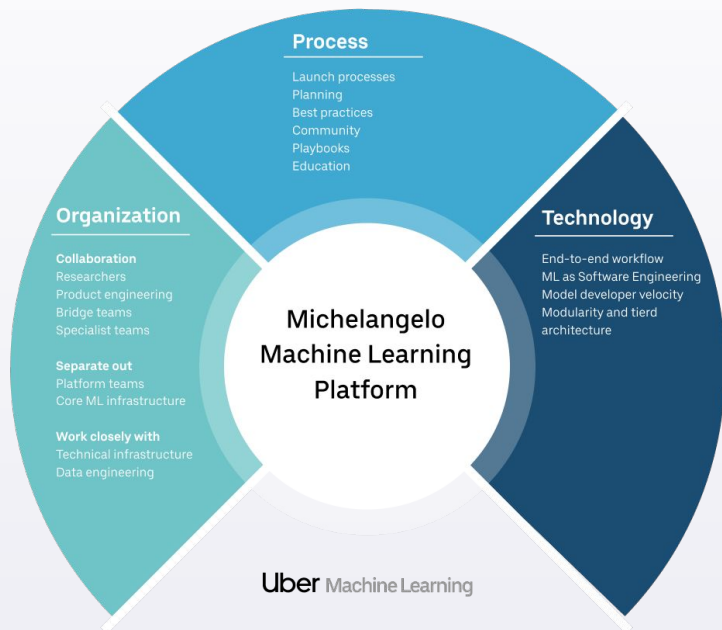 Process
Launch processes
Planning
Best practices
Community
Playbooks
Education
Organization
Collaboration
Researchers
Product engineering
Bridge teams
Specialist teams
Separate out
Platform teams
Core ML infrastructure
Work closely with
Technical infrastructure
Data engineering
Michelangelo
Machine Learning
Platform
Technology
End-to-end workflow
ML as Software Engineering
Model developer velocity
Modularity and tierd
architecture
Uber Machine Learning